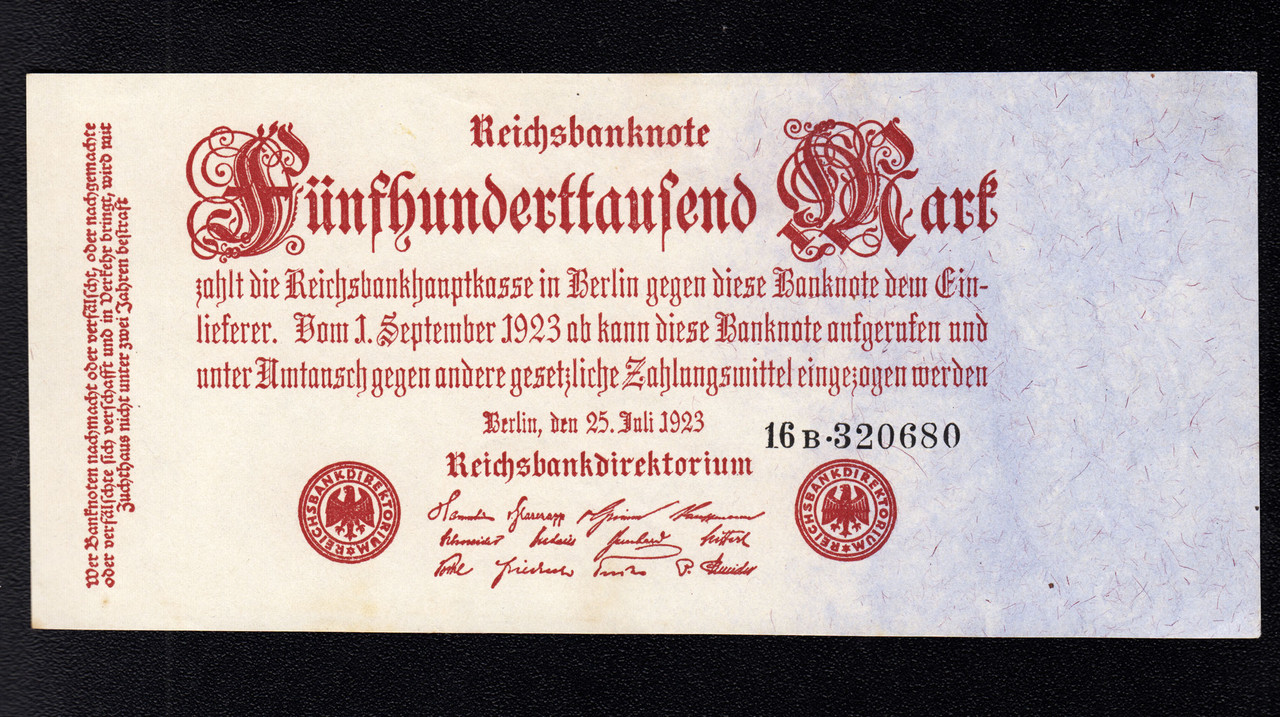 Reichsbanknote
Fünfhunderttausend Mark
zahlt die Reichsbankhauptkasse in Berlin gegen diese Banknote dem Ein-
lieferer. Vom 1. September 1923 ab kann diese Banknote aufgerufen und
unter Umtausch gegen andere gesetzliche Zahlungsmittel eingezogen werden
Berlin, den 25. Juli 1923
16B·320680
Reichsbankdirektorium
REICHSBANKDIREKTORIUM
REICHSBANKDIREKTORIUM
Wer Banknoten nachmacht oder verfälscht, oder nachgemachte
oder verfälschte sich verschafft und in Verkehr bringt, wird mit
Zuchthaus nicht unter zwei Jahren bestraft